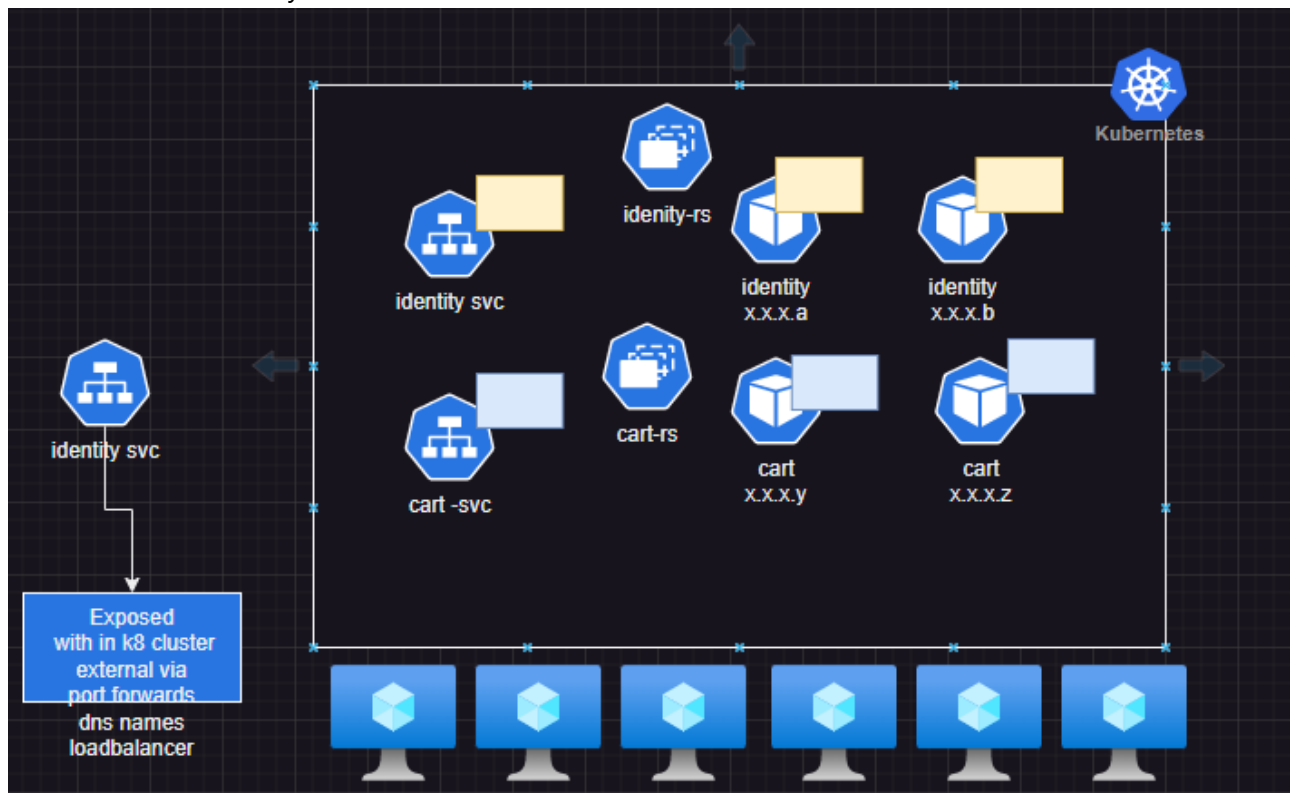 Kubernetes
idenity-rs
identity svc
identity
x.x.x.a
identity
x.x.x.b
identity svc
cart-rs
cart -svc
cart
x.x.x.y
cart
x.x.x.z
Exposed
with in k8 cluster
external via
port forwards
dns names
loadbalancer